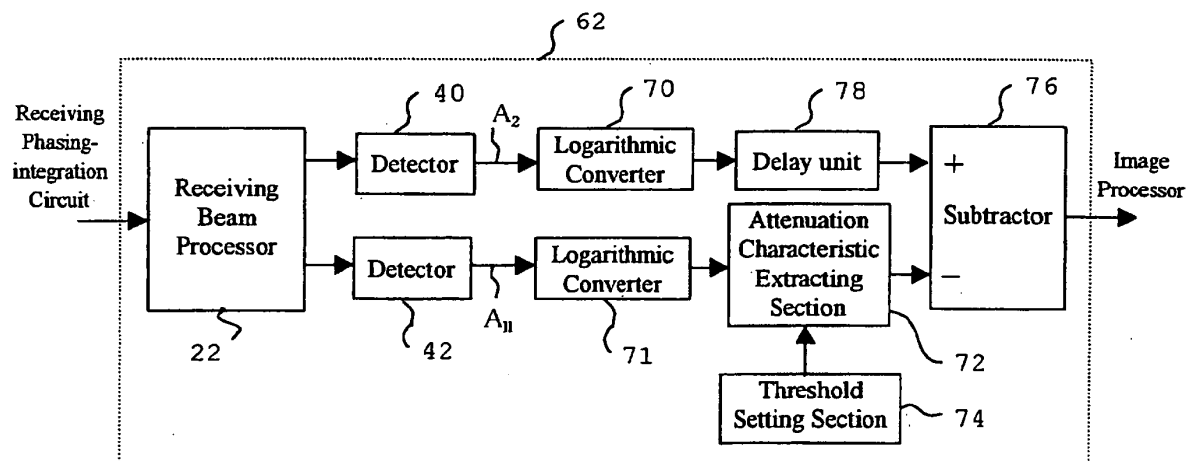 62
Receiving
Phasing-
integration
Circuit
Receiving
Beam
Processor
22
40
Detector
A₂
70
Logarithmic
Converter
78
Delay unit
76
+
Subtractor
−
Image
Processor
Detector
42
A₁₁
Logarithmic
Converter
71
Attenuation
Characteristic
Extracting
Section
72
Threshold
Setting Section
74